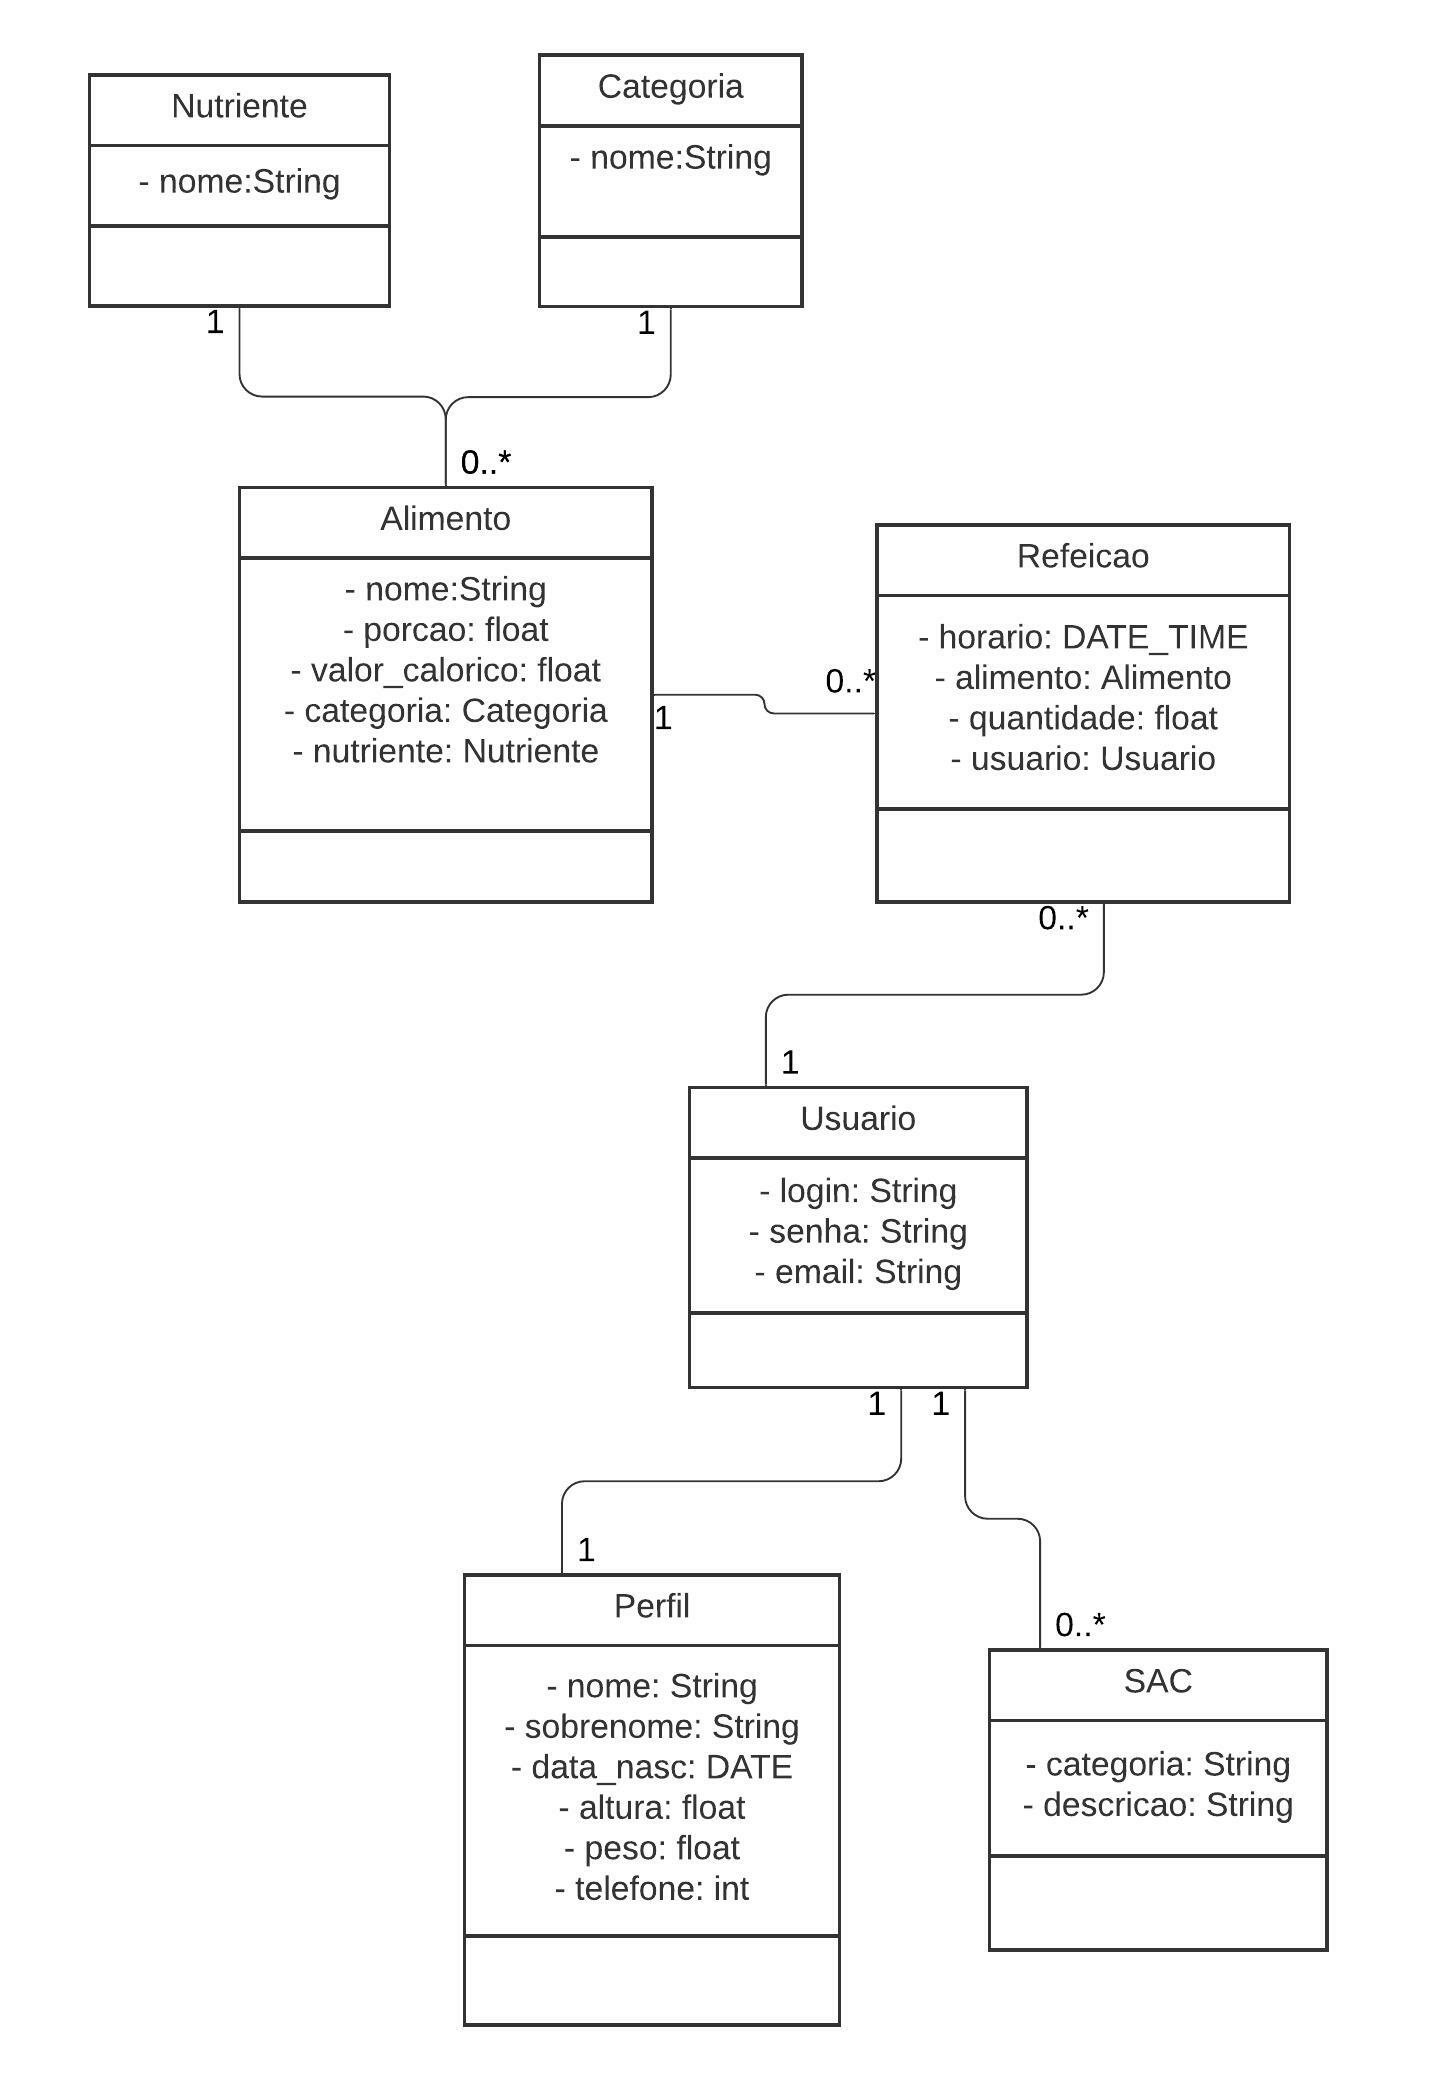 Nutriente
- nome:String
1
Categoria
- nome:String
1
0..*
Alimento
- nome:String
- porcao: float
- valor_calorico: float
- categoria: Categoria
- nutriente: Nutriente
1
0..*
Refeicao
- horario: DATE_TIME
- alimento: Alimento
- quantidade: float
- usuario: Usuario
0..*
1
Usuario
- login: String
- senha: String
- email: String
1
1
1
Perfil
- nome: String
- sobrenome: String
- data_nasc: DATE
- altura: float
- peso: float
- telefone: int
0..*
SAC
- categoria: String
- descricao: String